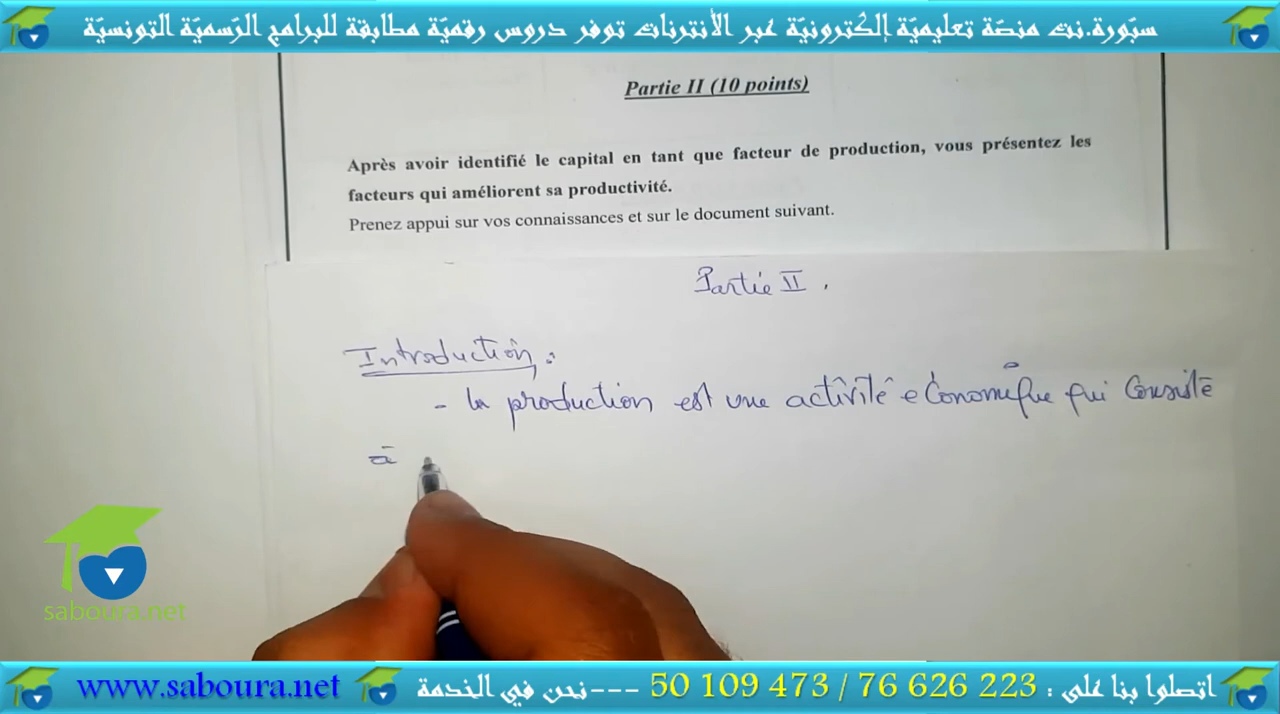 سبّورة.نت منصّة تعليميّة إلكترونيّة عبر الأنترنات توفر دروس رقميّة مطابقة للبرامج الرّسميّة التونسيّة
Partie II (10 points)
Après avoir identifié le capital en tant que facteur de production, vous présentez les
facteurs qui améliorent sa productivité.
Prenez appui sur vos connaissances et sur le document suivant.
Partie II .
Introduction :
- la production est une activité économique qui consiste
à
saboura.net
www.saboura.net اتصلوا بنا على : 50 109 473 / 76 626 223 ---نحن في الخدمة